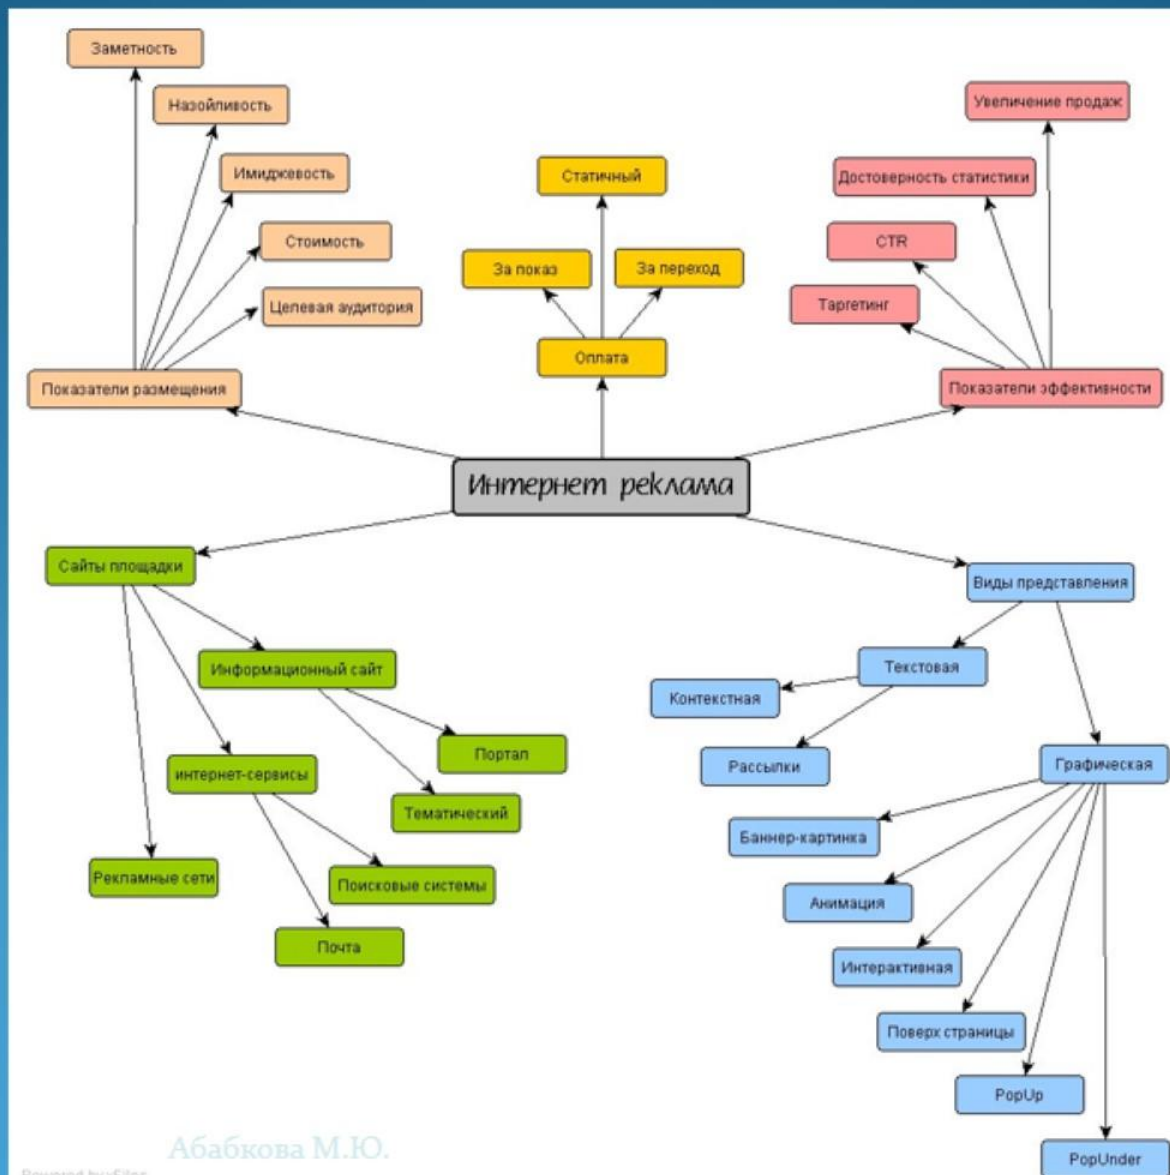 Заметность
Назойливость
Имиджевость
Стоимость
Целевая аудитория
Показатели размещения
Статичный
За показ
За переход
Оплата
Увеличение продаж
Достоверность статистики
CTR
Таргетинг
Показатели эффективности
Интернет реклама
Сайты площадки
Информационный сайт
Портал
Тематический
интернет-сервисы
Поисковые системы
Почта
Рекламные сети
Виды представления
Текстовая
Контекстная
Рассылки
Графическая
Баннер-картинка
Анимация
Интерактивная
Поверх страницы
PopUp
PopUnder
Абабкова М.Ю.